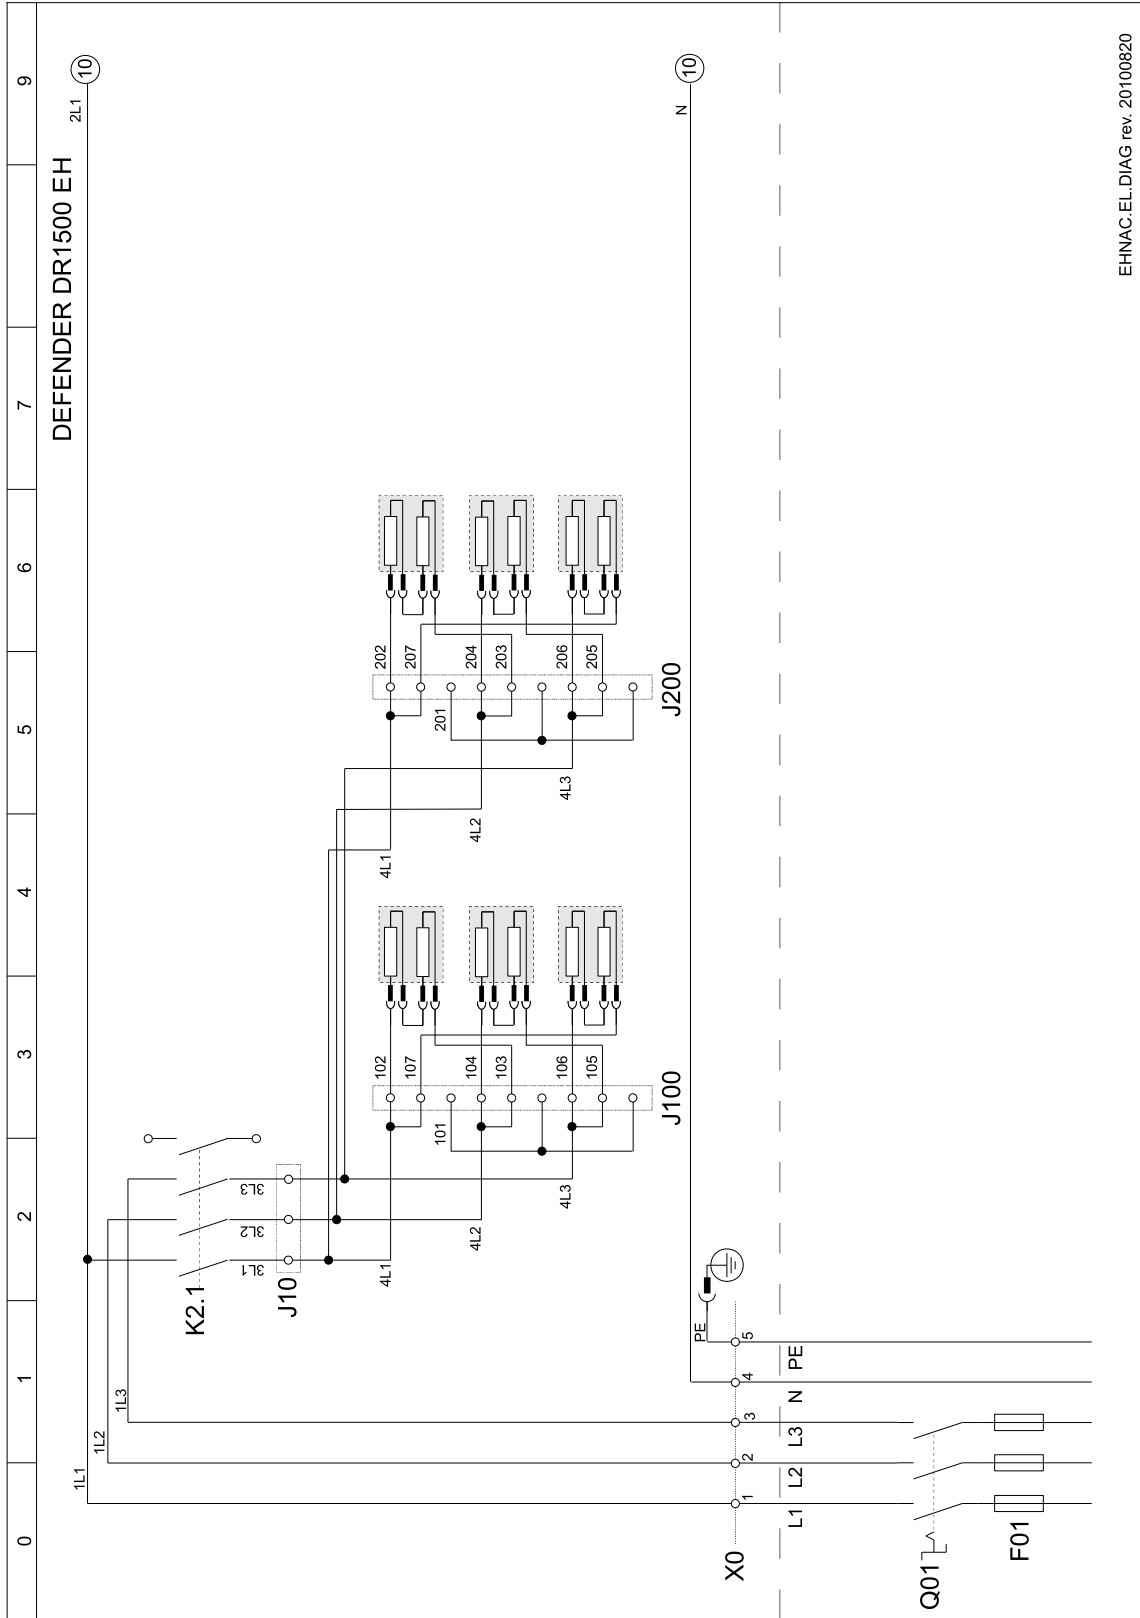 0 1 2 3 4 5 6 7 9
DEFENDER DR1500 EH
1L1
1L2
1L3
2L1
10
K2.1
3L1
3L2
3L3
J10
4L1
4L2
4L3
4L1
4L2
4L3
102
107
101
104
103
106
105
J100
202
207
201
204
203
206
205
J200
N
10
PE
X0
1 2 3 4 5
L1 L2 L3 N PE
Q01
F01
EHNAC.EL.DIAG rev. 20100820